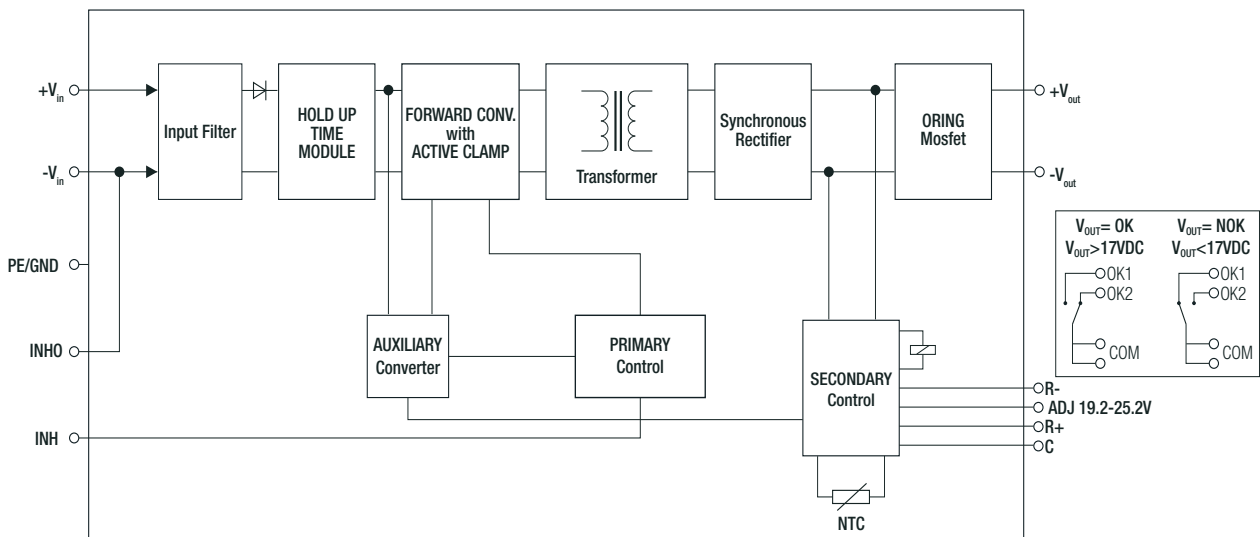 +Vin
Input Filter
HOLD UP
TIME
MODULE
FORWARD CONV.
with
ACTIVE CLAMP
Transformer
Synchronous
Rectifier
ORING
Mosfet
+Vout
-Vin
-Vout
PE/GND
INH0
INH
AUXILIARY
Converter
PRIMARY
Control
SECONDARY
Control
NTC
R-
ADJ 19.2-25.2V
R+
C
VOUT= OK
VOUT>17VDC
OK1
OK2
COM
VOUT= NOK
VOUT<17VDC
OK1
OK2
COM